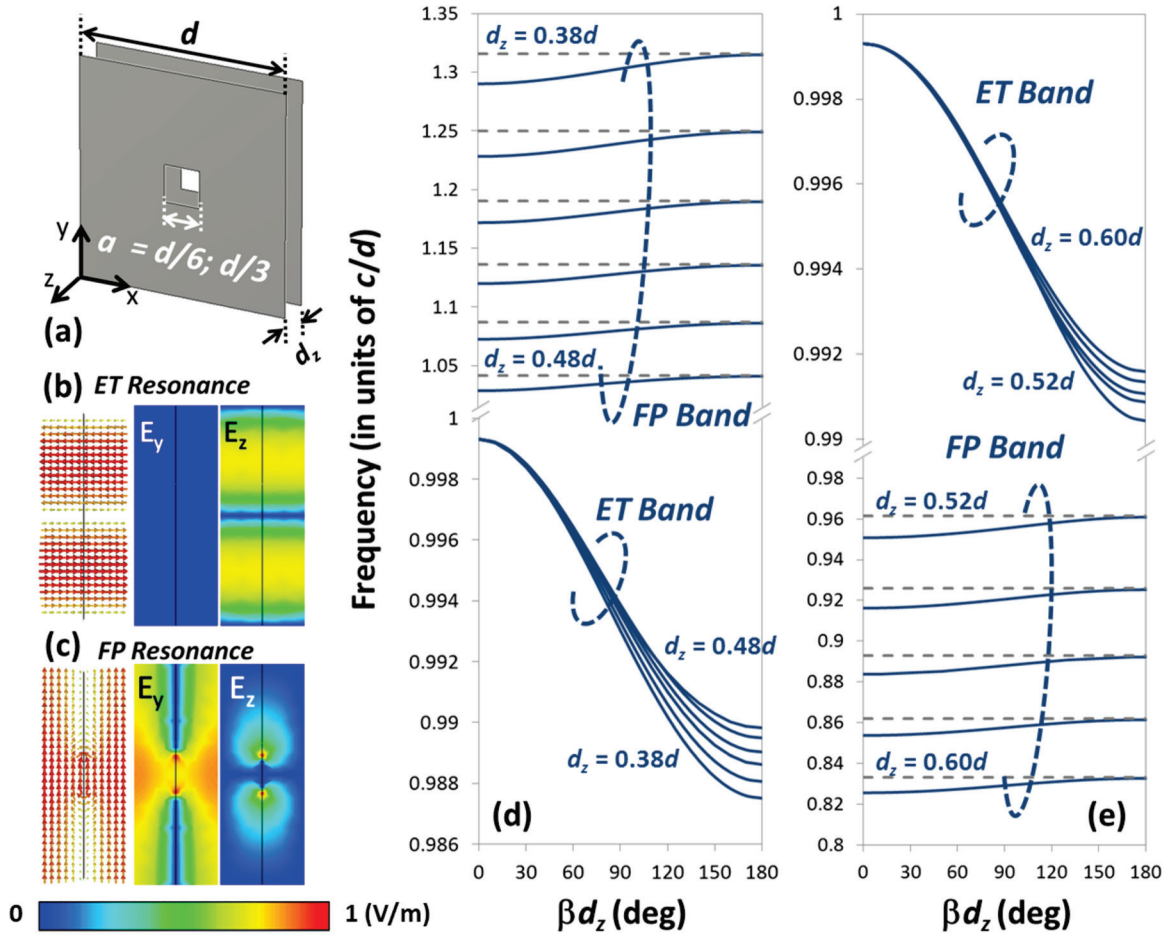 d
y
z
x
a = d/6; d/3
d_z
(a)
(b) ET Resonance
E_y
E_z
(c) FP Resonance
E_y
E_z
0
1 (V/m)
Frequency (in units of c/d)
1.35
1.3
1.25
1.2
1.15
1.1
1.05
1
0.998
0.996
0.994
0.992
0.99
0.988
0.986
d_z = 0.38d
d_z = 0.48d
FP Band
ET Band
d_z = 0.48d
d_z = 0.38d
(d)
0 30 60 90 120 150 180
βd_z (deg)
1
0.998
0.996
0.994
0.992
0.99
0.96
0.92
0.9
0.88
0.86
0.82
0.8
ET Band
d_z = 0.60d
d_z = 0.52d
FP Band
d_z = 0.52d
d_z = 0.60d
(e)
0 30 60 90 120 150 180
βd_z (deg)